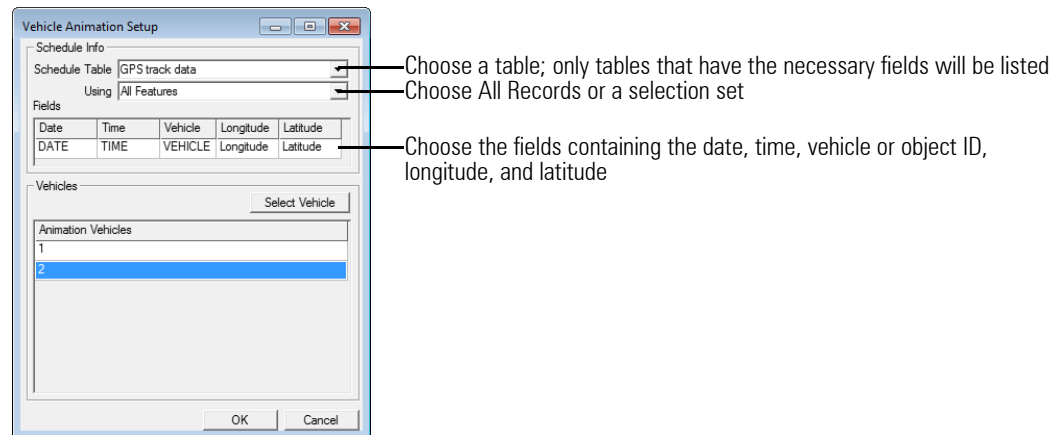 Vehicle Animation Setup
Schedule Info
Schedule Table GPS track data
Choose a table; only tables that have the necessary fields will be listed
Using All Features
Choose All Records or a selection set
Fields
Date Time Vehicle Longitude Latitude
DATE TIME VEHICLE Longitude Latitude
Choose the fields containing the date, time, vehicle or object ID,
longitude, and latitude
Vehicles
Select Vehicle
Animation Vehicles
1
2
OK Cancel